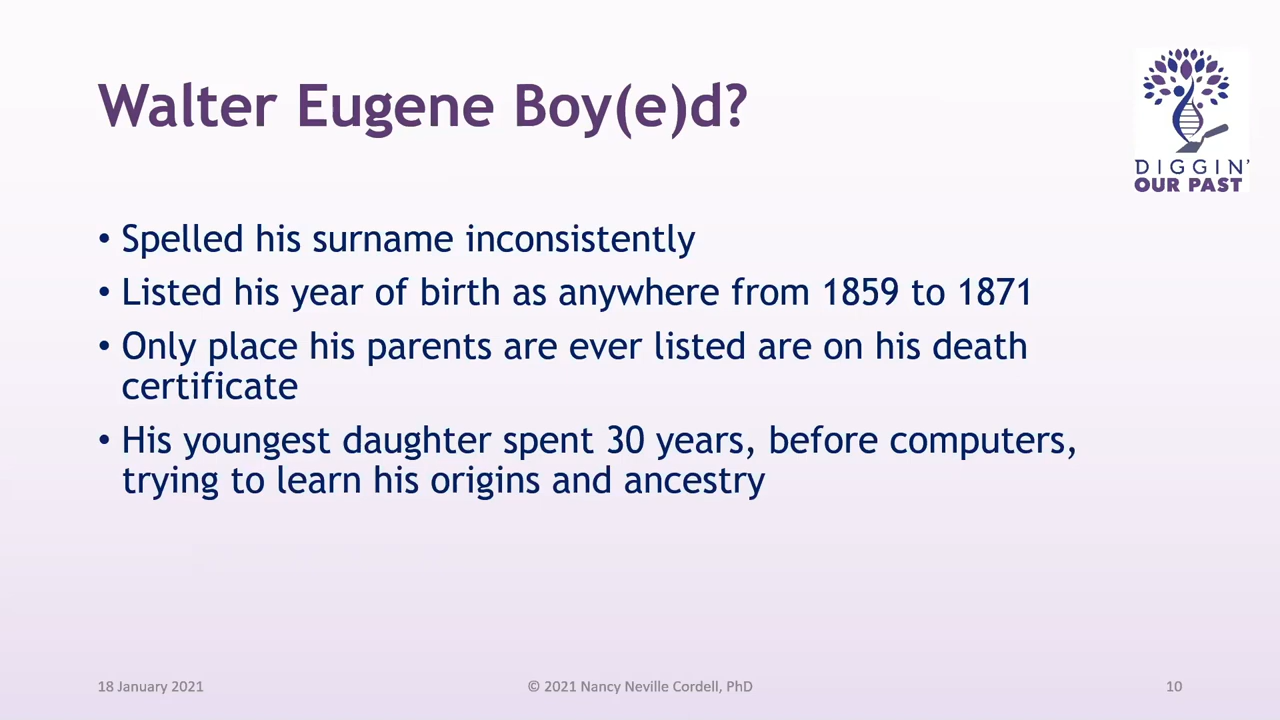 Walter Eugene Boy(e)d?
DIGGIN'
OUR PAST
• Spelled his surname inconsistently
• Listed his year of birth as anywhere from 1859 to 1871
• Only place his parents are ever listed are on his death
certificate
• His youngest daughter spent 30 years, before computers,
trying to learn his origins and ancestry
18 January 2021
© 2021 Nancy Neville Cordell, PhD
10